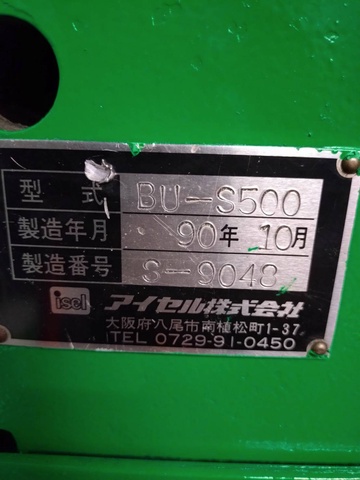 型式 BU-S500
製造年月 '90年 10月
製造番号 S-9048
isel アイセル株式会社
大阪府八尾市南植松町1-37
TEL 0729-91-0450